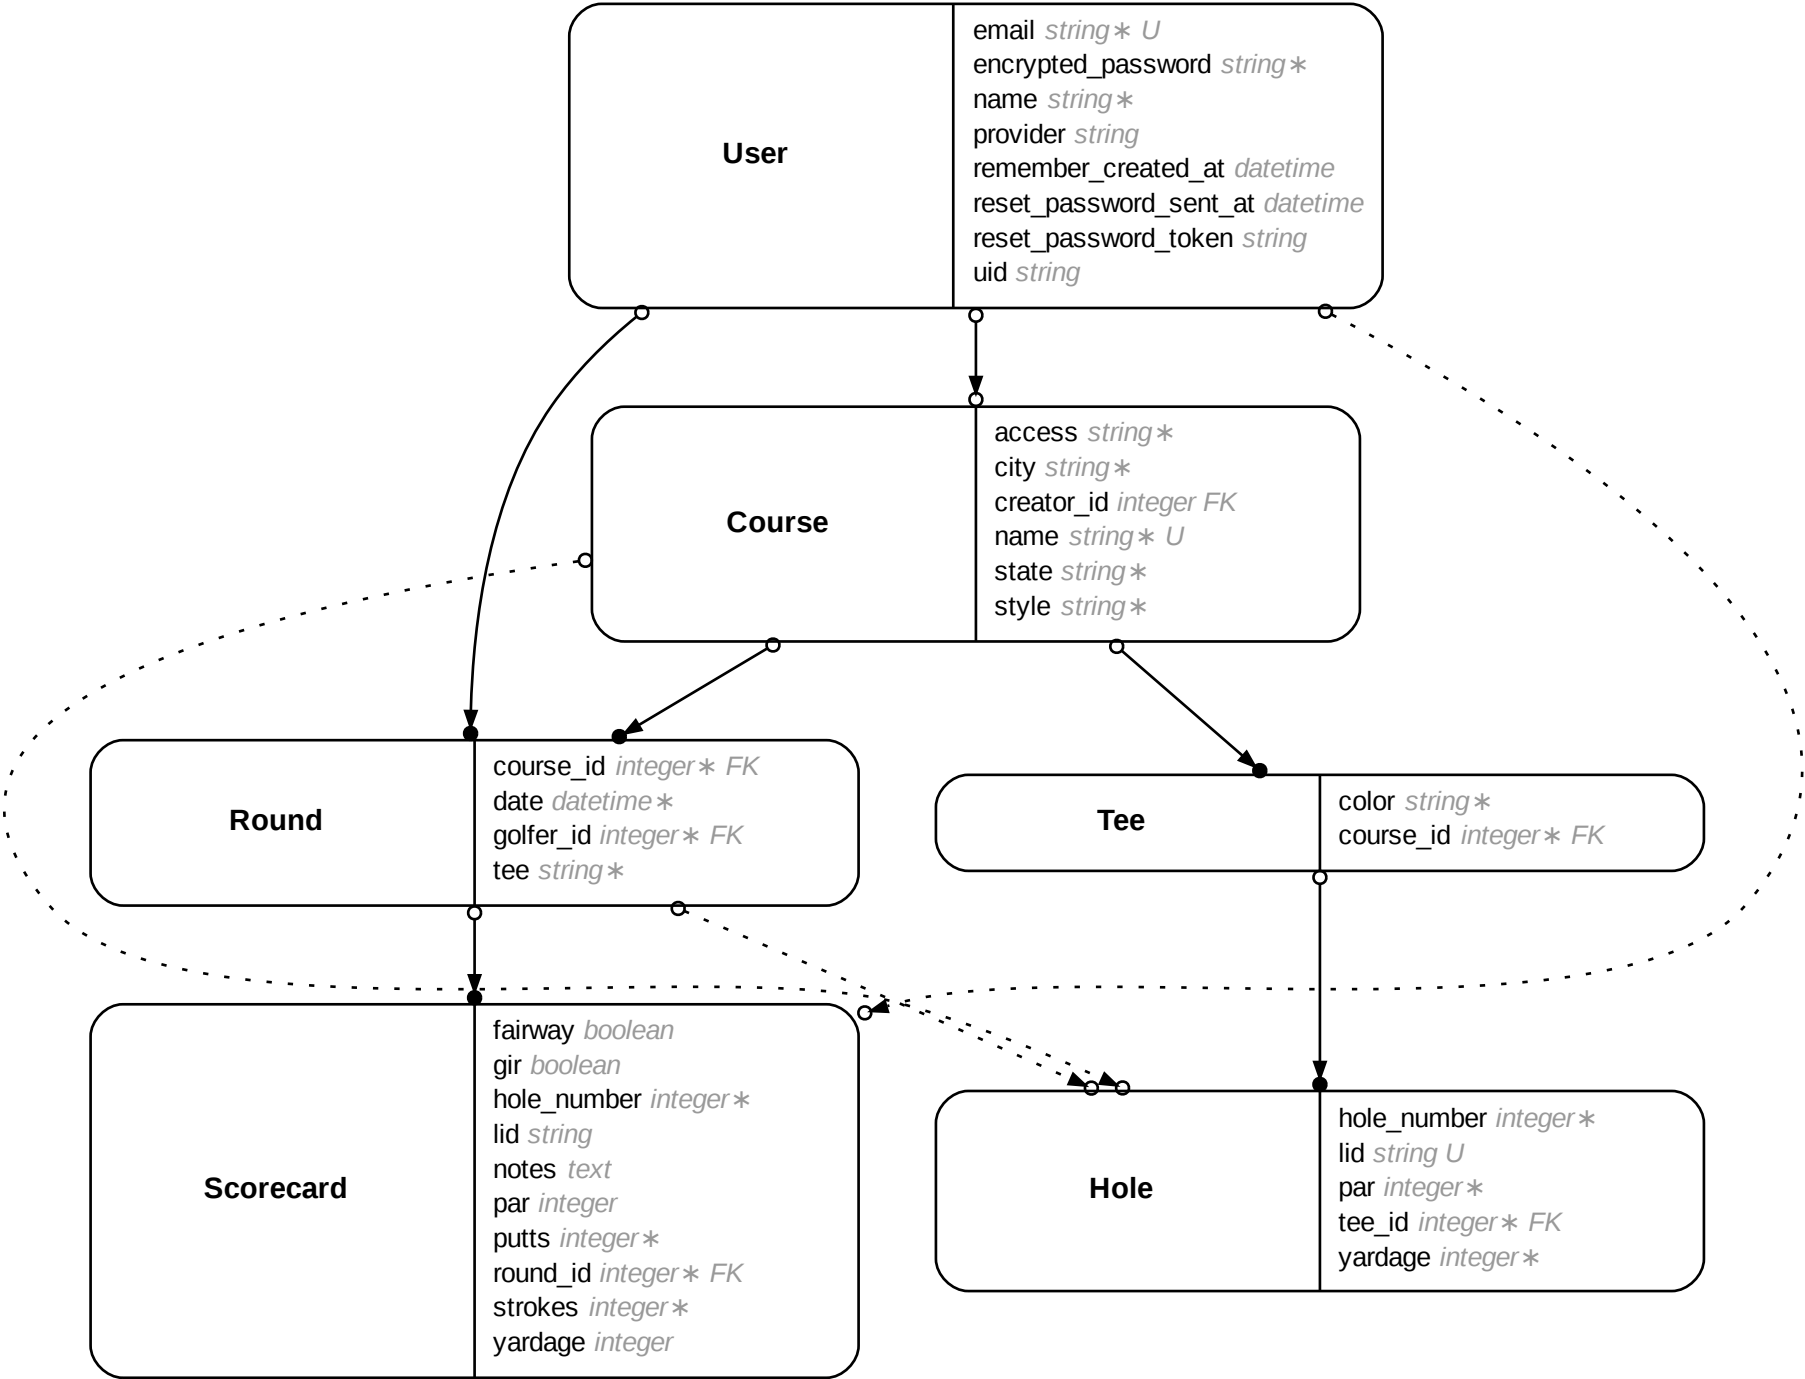 User
email string∗ U
encrypted_password string∗
name string∗
provider string
remember_created_at datetime
reset_password_sent_at datetime
reset_password_token string
uid string
Course
access string∗
city string∗
creator_id integer FK
name string∗ U
state string∗
style string∗
Round
course_id integer∗ FK
date datetime∗
golfer_id integer∗ FK
tee string∗
Tee
color string∗
course_id integer∗ FK
Scorecard
fairway boolean
gir boolean
hole_number integer∗
lid string
notes text
par integer
putts integer∗
round_id integer∗ FK
strokes integer∗
yardage integer
Hole
hole_number integer∗
lid string U
par integer∗
tee_id integer∗ FK
yardage integer∗